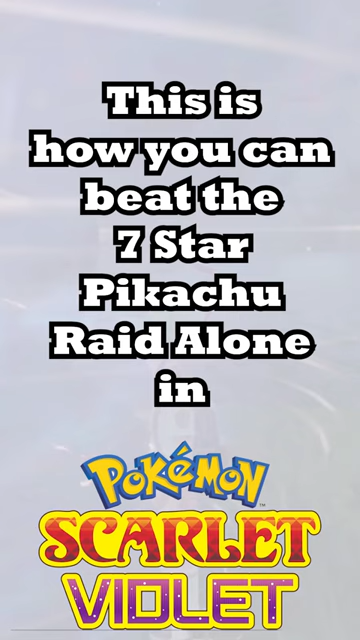 This is
how you can
beat the
7 Star
Pikachu
Raid Alone
in
POKéMON
SCARLET
VIOLET